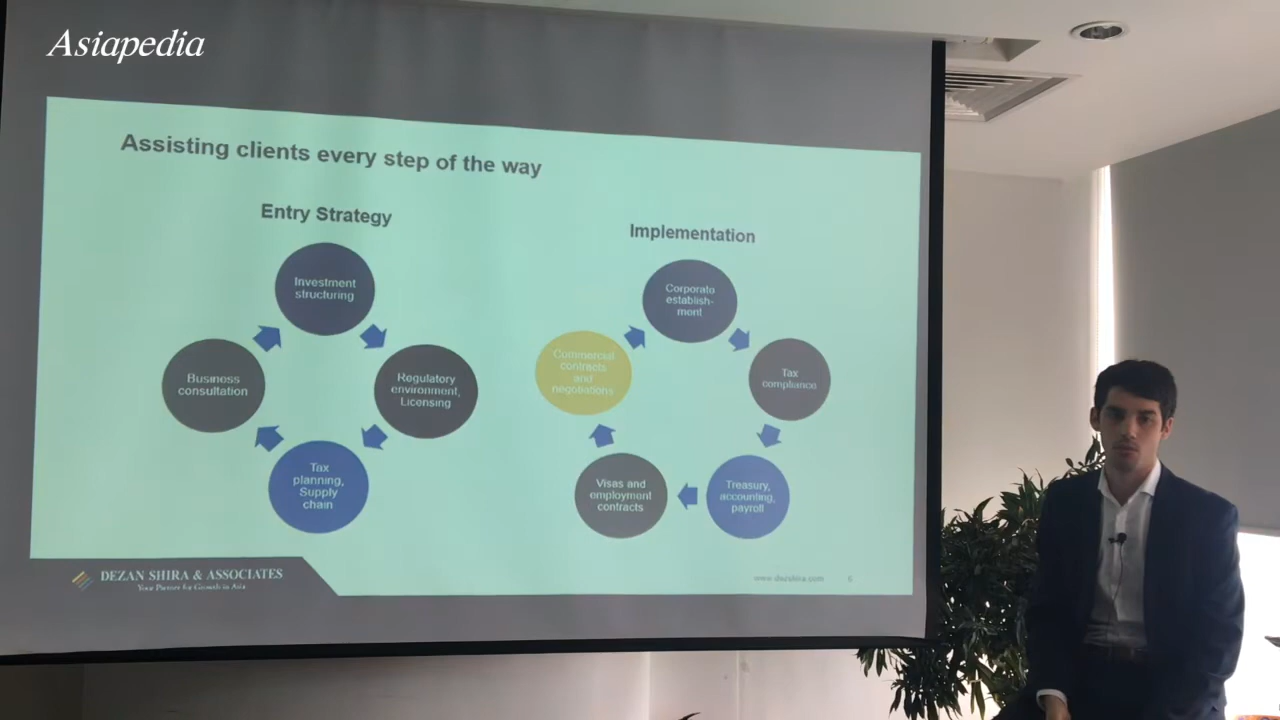 Asiapedia
Assisting clients every step of the way
Entry Strategy
Investment
structuring
Regulatory
environment,
Licensing
Tax
planning,
Supply
chain
Business
consultation
Implementation
Corporate
establish-
ment
Tax
compliance
Treasury,
accounting,
payroll
Visas and
employment
contracts
Commercial
contracts
and
negotiations
DEZAN SHIRA & ASSOCIATES
Your Partner for Growth in Asia
www.dezshira.com
6